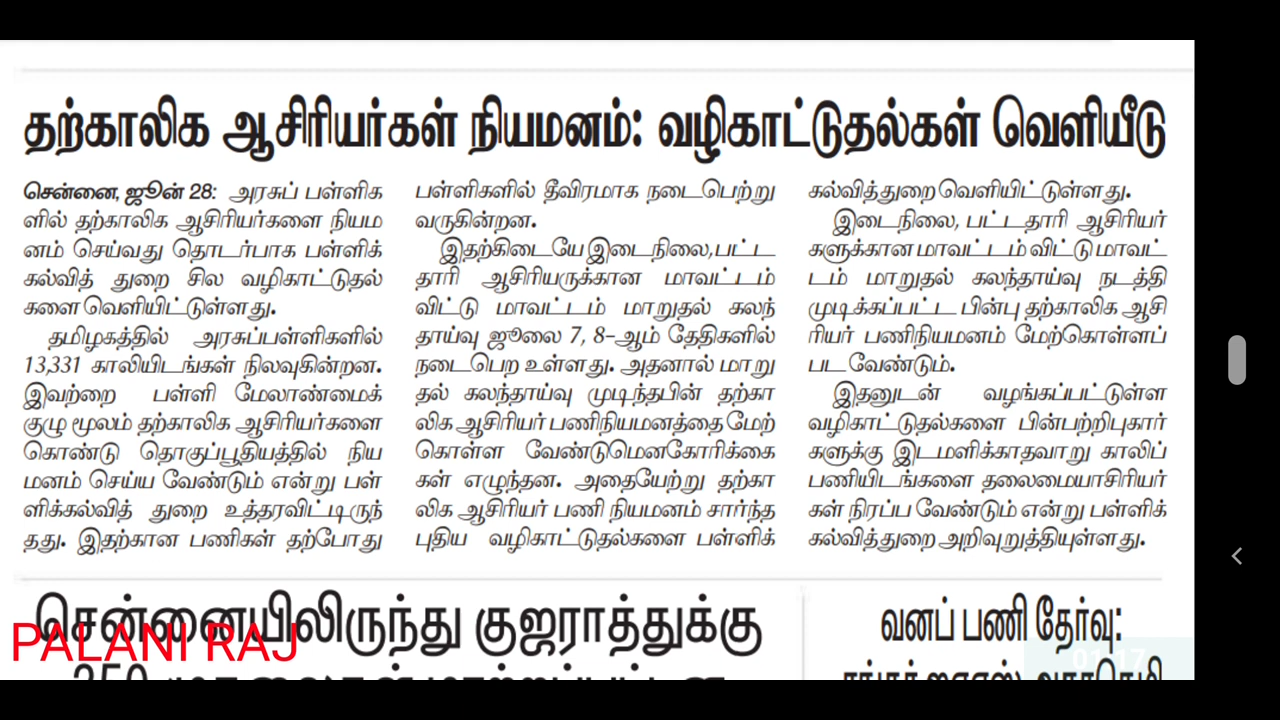 தற்காலிக ஆசிரியர்கள் நியமனம்: வழிகாட்டுதல்கள் வெளியீடு
சென்னை, ஜூன் 28: அரசுப் பள்ளிக
ளில் தற்காலிக ஆசிரியர்களை நியம
னம் செய்வது தொடர்பாக பள்ளிக்
கல்வித் துறை சில வழிகாட்டுதல்
களை வெளியிட்டுள்ளது.
தமிழகத்தில் அரசுப்பள்ளிகளில்
13,331 காலியிடங்கள் நிலவுகின்றன.
இவற்றை பள்ளி மேலாண்மைக்
குழு மூலம் தற்காலிக ஆசிரியர்களை
கொண்டு தொகுப்பூதியத்தில் நிய
மனம் செய்ய வேண்டும் என்று பள்
ளிக்கல்வித் துறை உத்தரவிட்டிருந்
தது. இதற்கான பணிகள் தற்போது
பள்ளிகளில் தீவிரமாக நடைபெற்று
வருகின்றன.
இதற்கிடையே இடைநிலை,பட்ட
தாரி ஆசிரியருக்கான மாவட்டம்
விட்டு மாவட்டம் மாறுதல் கலந்
தாய்வு ஜூலை 7, 8-ஆம் தேதிகளில்
நடைபெற உள்ளது. அதனால் மாறு
தல் கலந்தாய்வு முடிந்தபின் தற்கா
லிக ஆசிரியர் பணிநியமனத்தை மேற்
கொள்ள வேண்டுமெனகோரிக்கை
கள் எழுந்தன. அதையேற்று தற்கா
லிக ஆசிரியர் பணி நியமனம் சார்ந்த
புதிய வழிகாட்டுதல்களை பள்ளிக்
கல்வித்துறை வெளியிட்டுள்ளது.
இடைநிலை, பட்டதாரி ஆசிரியர்
களுக்கான மாவட்டம் விட்டு மாவட்
டம் மாறுதல் கலந்தாய்வு நடத்தி
முடிக்கப்பட்ட பின்பு தற்காலிக ஆசி
ரியர் பணிநியமனம் மேற்கொள்ளப்
பட வேண்டும்.
இதனுடன் வழங்கப்பட்டுள்ள
வழிகாட்டுதல்களை பின்பற்றிபுகார்
களுக்கு இடமளிக்காதவாறு காலிப்
பணியிடங்களை தலைமையாசிரியர்
கள் நிரப்ப வேண்டும் என்று பள்ளிக்
கல்வித்துறை அறிவுறுத்தியுள்ளது.
சென்னையிலிருந்து குஜராத்துக்கு
PALANI RAJ
வனப் பணி தேர்வு:
01:17